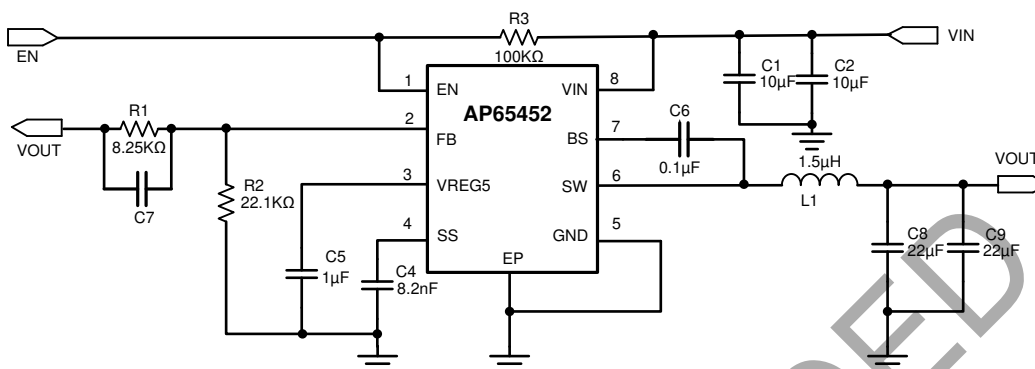 R3
EN
100KΩ
VIN
C1
10µF
C2
10µF
1
EN
VIN
8
AP65452
R1
8.25KΩ
VOUT
C7
2
FB
BS
7
C6
0.1µF
R2
22.1KΩ
3
VREG5
SW
6
1.5µH
L1
VOUT
4
SS
GND
5
EP
C5
1µF
C4
8.2nF
C8
22µF
C9
22µF